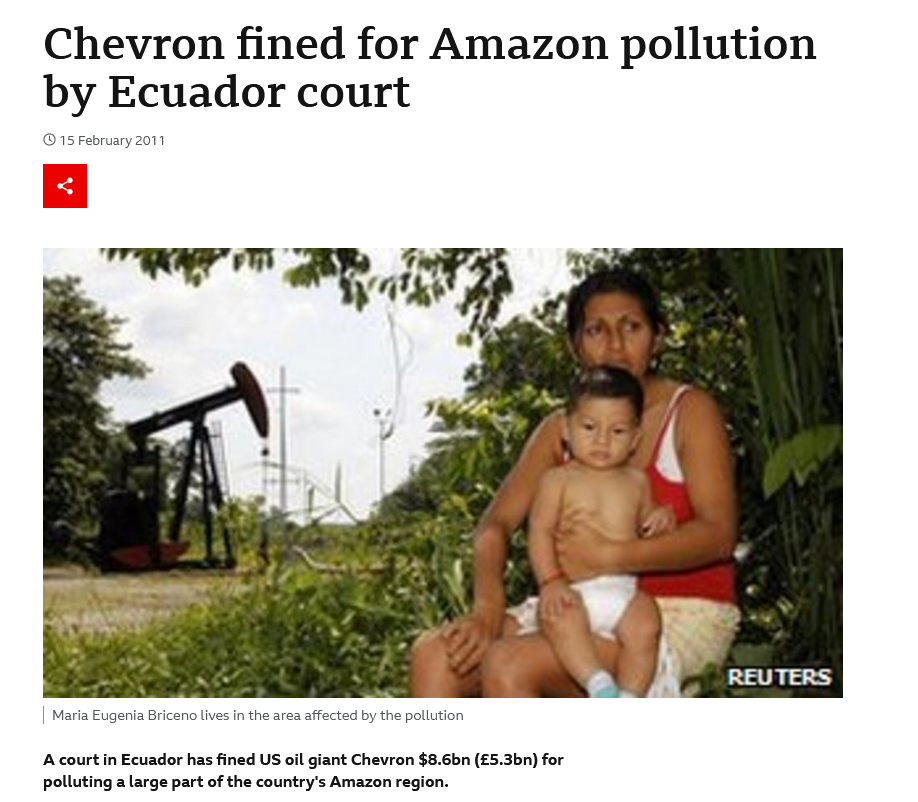 Chevron fined for Amazon pollution
by Ecuador court
15 February 2011
REUTERS
Maria Eugenia Briceno lives in the area affected by the pollution
A court in Ecuador has fined US oil giant Chevron $8.6bn (£5.3bn) for
polluting a large part of the country's Amazon region.